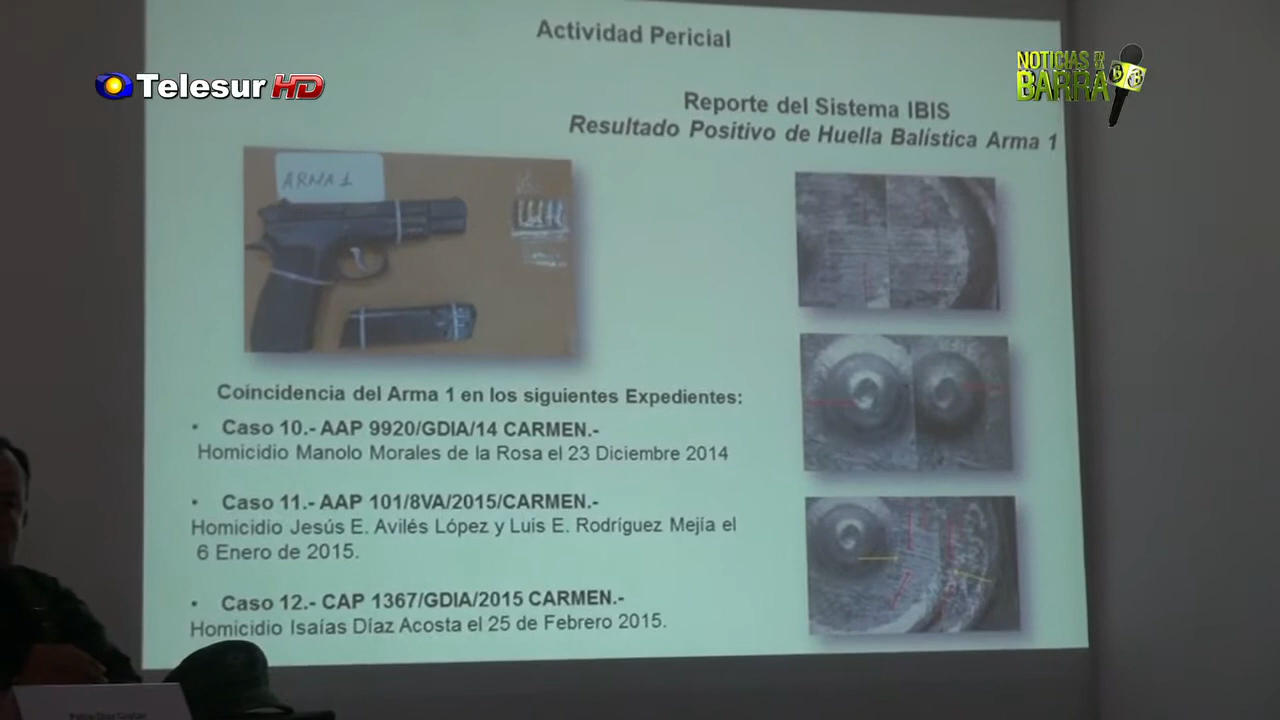 Actividad Pericial
Telesur HD
NOTICIAS EN
BARRA
Reporte del Sistema IBIS
Resultado Positivo de Huella Balística Arma 1
ARMA 1
Coincidencia del Arma 1 en los siguientes Expedientes:
• Caso 10.- AAP 9920/GDIA/14 CARMEN.-
Homicidio Manolo Morales de la Rosa el 23 Diciembre 2014
• Caso 11.- AAP 101/8VA/2015/CARMEN.-
Homicidio Jesús E. Avilés López y Luis E. Rodríguez Mejía el
6 Enero de 2015.
• Caso 12.- CAP 1367/GDIA/2015 CARMEN.-
Homicidio Isaías Díaz Acosta el 25 de Febrero 2015.